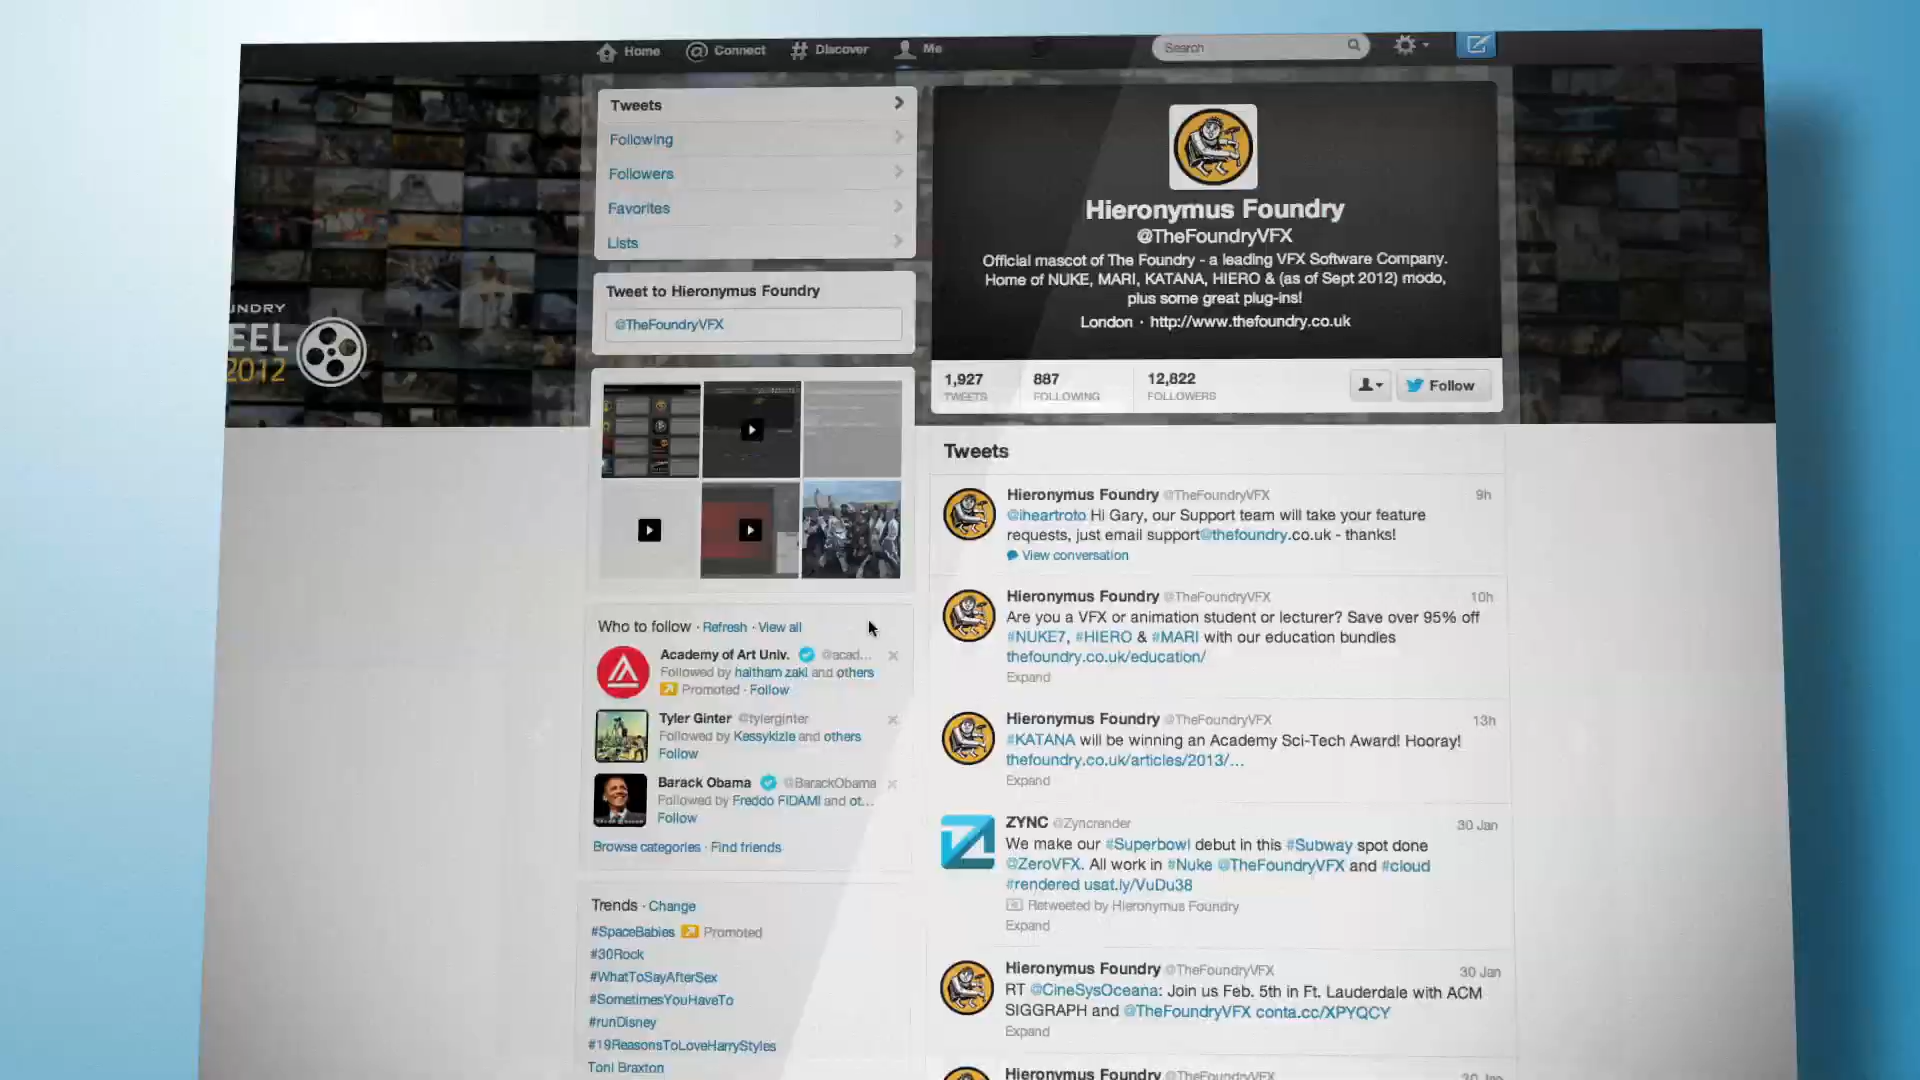 Home
Connect
Discover
Me
Search
Tweets
Following
Followers
Favorites
Lists
Tweet to Hieronymus Foundry
@TheFoundryVFX
UNDRY
EEL
2012
Hieronymus Foundry
@TheFoundryVFX
Official mascot of The Foundry - a leading VFX Software Company.
Home of NUKE, MARI, KATANA, HIERO & (as of Sept 2012) modo,
plus some great plug-ins!
London · http://www.thefoundry.co.uk
1,927
TWEETS
887
FOLLOWING
12,822
FOLLOWERS
Follow
Who to follow · Refresh · View all
Academy of Art Univ. @acad...
Followed by haitham zaki and others
Promoted · Follow
Tyler Ginter @tylerginter
Followed by Kessykizle and others
Follow
Barack Obama @BarackObama
Followed by Freddo FIDAMI and ot...
Follow
Browse categories · Find friends
Trends · Change
#SpaceBabies Promoted
#30Rock
#WhatToSayAfterSex
#SometimesYouHaveTo
#runDisney
#19ReasonsToLoveHarryStyles
Toni Braxton
Tweets
Hieronymus Foundry @TheFoundryVFX 9h
@iheartroto Hi Gary, our Support team will take your feature
requests, just email support@thefoundry.co.uk - thanks!
View conversation
Hieronymus Foundry @TheFoundryVFX 10h
Are you a VFX or animation student or lecturer? Save over 95% off
#NUKE7, #HIERO & #MARI with our education bundles
thefoundry.co.uk/education/
Expand
Hieronymus Foundry @TheFoundryVFX 13h
#KATANA will be winning an Academy Sci-Tech Award! Hooray!
thefoundry.co.uk/articles/2013/...
Expand
ZYNC @Zyncrender 30 Jan
We make our #Superbowl debut in this #Subway spot done
@ZeroVFX. All work in #Nuke @TheFoundryVFX and #cloud
#rendered usat.ly/VuDu38
Retweeted by Hieronymus Foundry
Expand
Hieronymus Foundry @TheFoundryVFX 30 Jan
RT @CineSysOceana: Join us Feb. 5th in Ft. Lauderdale with ACM
SIGGRAPH and @TheFoundryVFX conta.cc/XPYQCY
Expand
Hieronymus Foundry @TheFoundryVFX 30 Jan